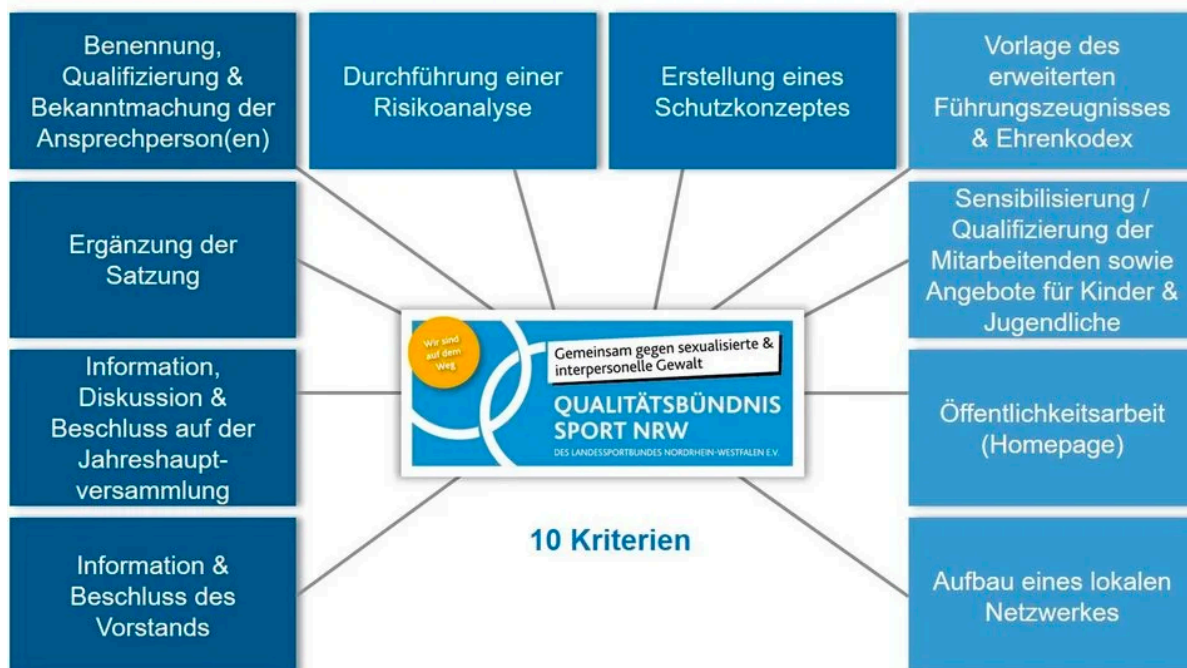 Benennung,
Qualifizierung &
Bekanntmachung der
Ansprechperson(en)
Durchführung einer
Risikoanalyse
Erstellung eines
Schutzkonzeptes
Vorlage des
erweiterten
Führungszeugnisses
& Ehrenkodex
Ergänzung der
Satzung
Sensibilisierung /
Qualifizierung der
Mitarbeitenden sowie
Angebote für Kinder &
Jugendliche
Information,
Diskussion &
Beschluss auf der
Jahreshaupt-
versammlung
Wir sind
auf dem
Weg
Gemeinsam gegen sexualisierte &
interpersonelle Gewalt
QUALITÄTSBÜNDNIS
SPORT NRW
DES LANDESSPORTBUNDES NORDRHEIN-WESTFALEN E.V.
Öffentlichkeitsarbeit
(Homepage)
Information &
Beschluss des
Vorstands
10 Kriterien
Aufbau eines lokalen
Netzwerkes